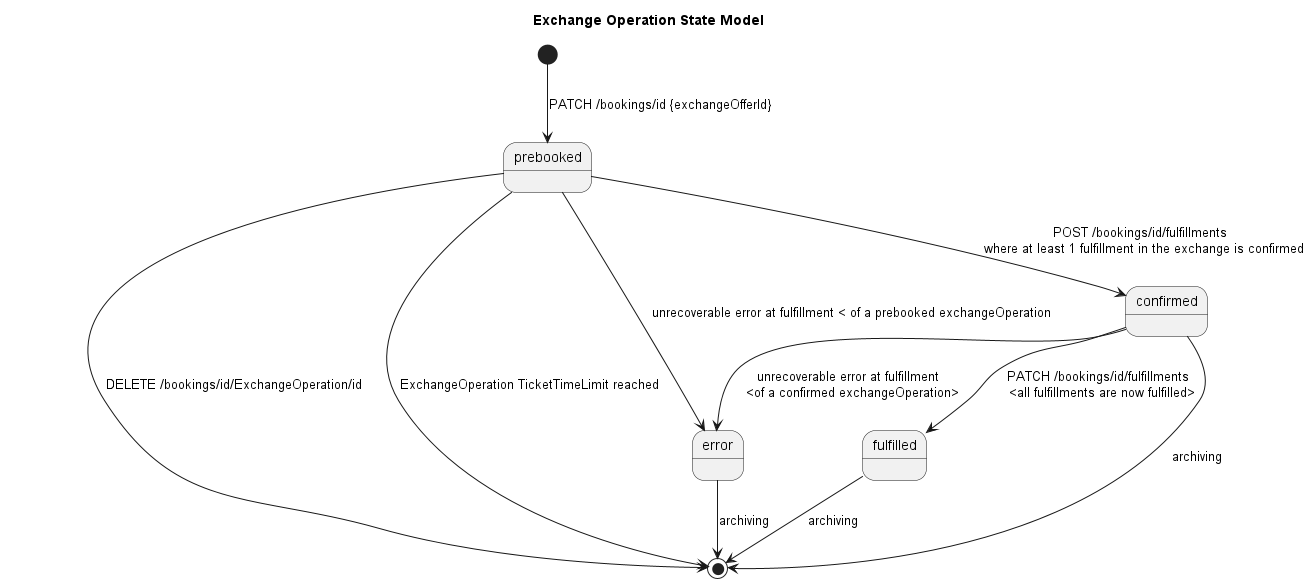 Exchange Operation State Model
PATCH /bookings/id {exchangeOfferId}
prebooked
POST /bookings/id/fulfillments
where at least 1 fulfillment in the exchange is confirmed
confirmed
unrecoverable error at fulfillment < of a prebooked exchangeOperation
DELETE /bookings/id/ExchangeOperation/id
ExchangeOperation TicketTimeLimit reached
unrecoverable error at fulfillment
<of a confirmed exchangeOperation>
PATCH /bookings/id/fulfillments
<all fulfillments are now fulfilled>
error
fulfilled
archiving
archiving
archiving